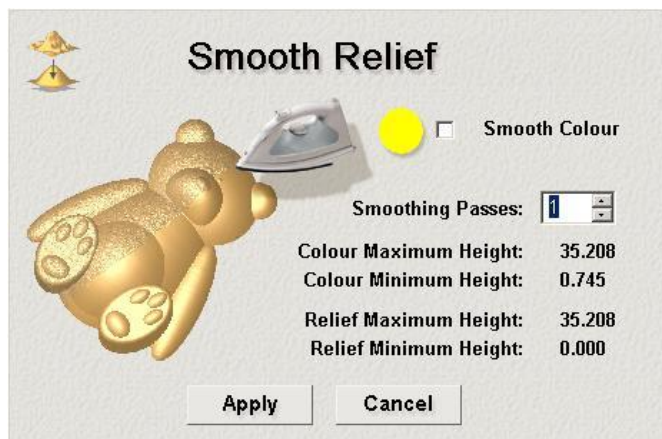 Smooth Relief
Smooth Colour
Smoothing Passes: 1
Colour Maximum Height: 35.208
Colour Minimum Height: 0.745
Relief Maximum Height: 35.208
Relief Minimum Height: 0.000
Apply Cancel